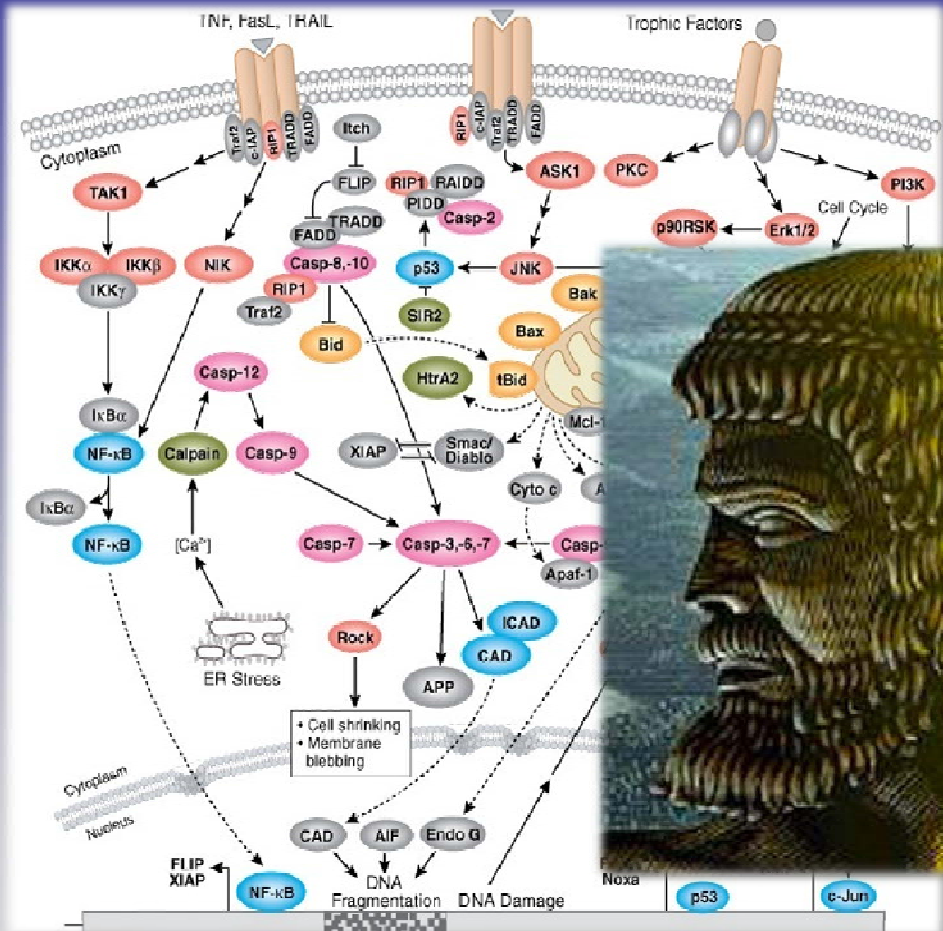 TNF, FasL, TRAIL
Trophic Factors
Cytoplasm
Traf2
c-IAP
RIP1
TRADD
FADD
RIP1
c-IAP
Traf2
TRADD
FADD
Itch
FLIP
TAK1
RIP1
RAIDD
PIDD
Casp-2
ASK1
PKC
PI3K
Cell Cycle
p90RSK
Erk1/2
TRADD
FADD
Casp-8,-10
RIP1
Traf2
IKKα
IKKβ
IKKγ
NIK
p53
JNK
SIR2
Bak
Bax
Bid
HtrA2
tBid
Casp-12
IκBα
NF-κB
Calpain
Casp-9
XIAP
Smac/
Diablo
Mcl-1
Cyto c
A
IκBα
NF-κB
[Ca²⁺]
Casp-7
Casp-3,-6,-7
Casp-
Apaf-1
ER Stress
Rock
ICAD
CAD
APP
• Cell shrinking
• Membrane
blebbing
Cytoplasm
Nucleus
CAD
AIF
Endo G
FLIP
XIAP
NF-κB
DNA
Fragmentation
DNA Damage
Noxa
p53
c-Jun